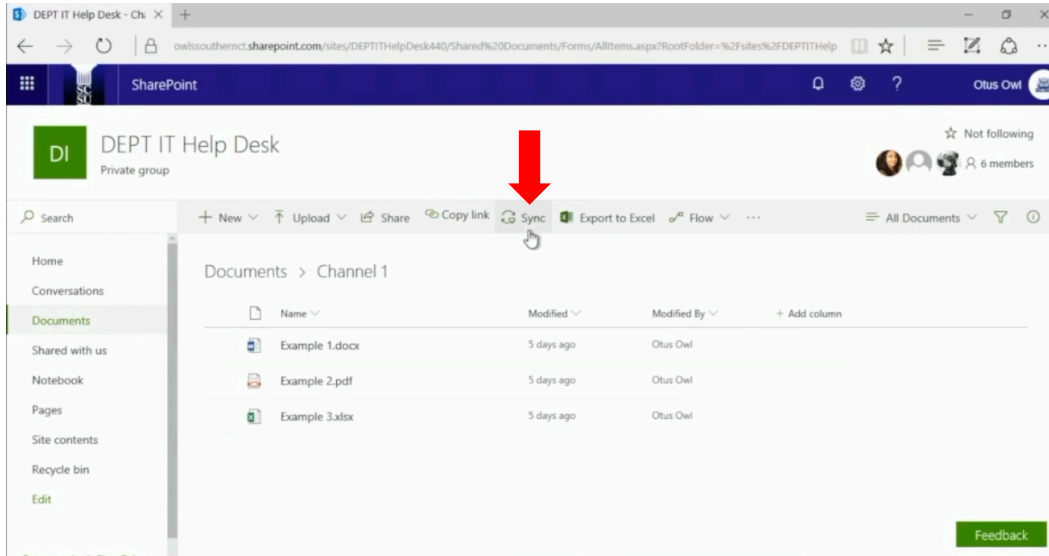 DEPT IT Help Desk - Cha
owlssouthernct.sharepoint.com/sites/DEPTITHelpDesk440/Shared%20Documents/Forms/AllItems.aspx?RootFolder=%2Fsites%2FDEPTITHelp
SCSU SharePoint ? Otus Owl
DI DEPT IT Help Desk
Private group
Not following
6 members
Search
+ New Upload Share Copy link Sync Export to Excel Flow ... All Documents
Home
Conversations
Documents
Shared with us
Notebook
Pages
Site contents
Recycle bin
Edit
Documents > Channel 1
Name Modified Modified By + Add column
Example 1.docx 5 days ago Otus Owl
Example 2.pdf 5 days ago Otus Owl
Example 3.xlsx 5 days ago Otus Owl
Feedback